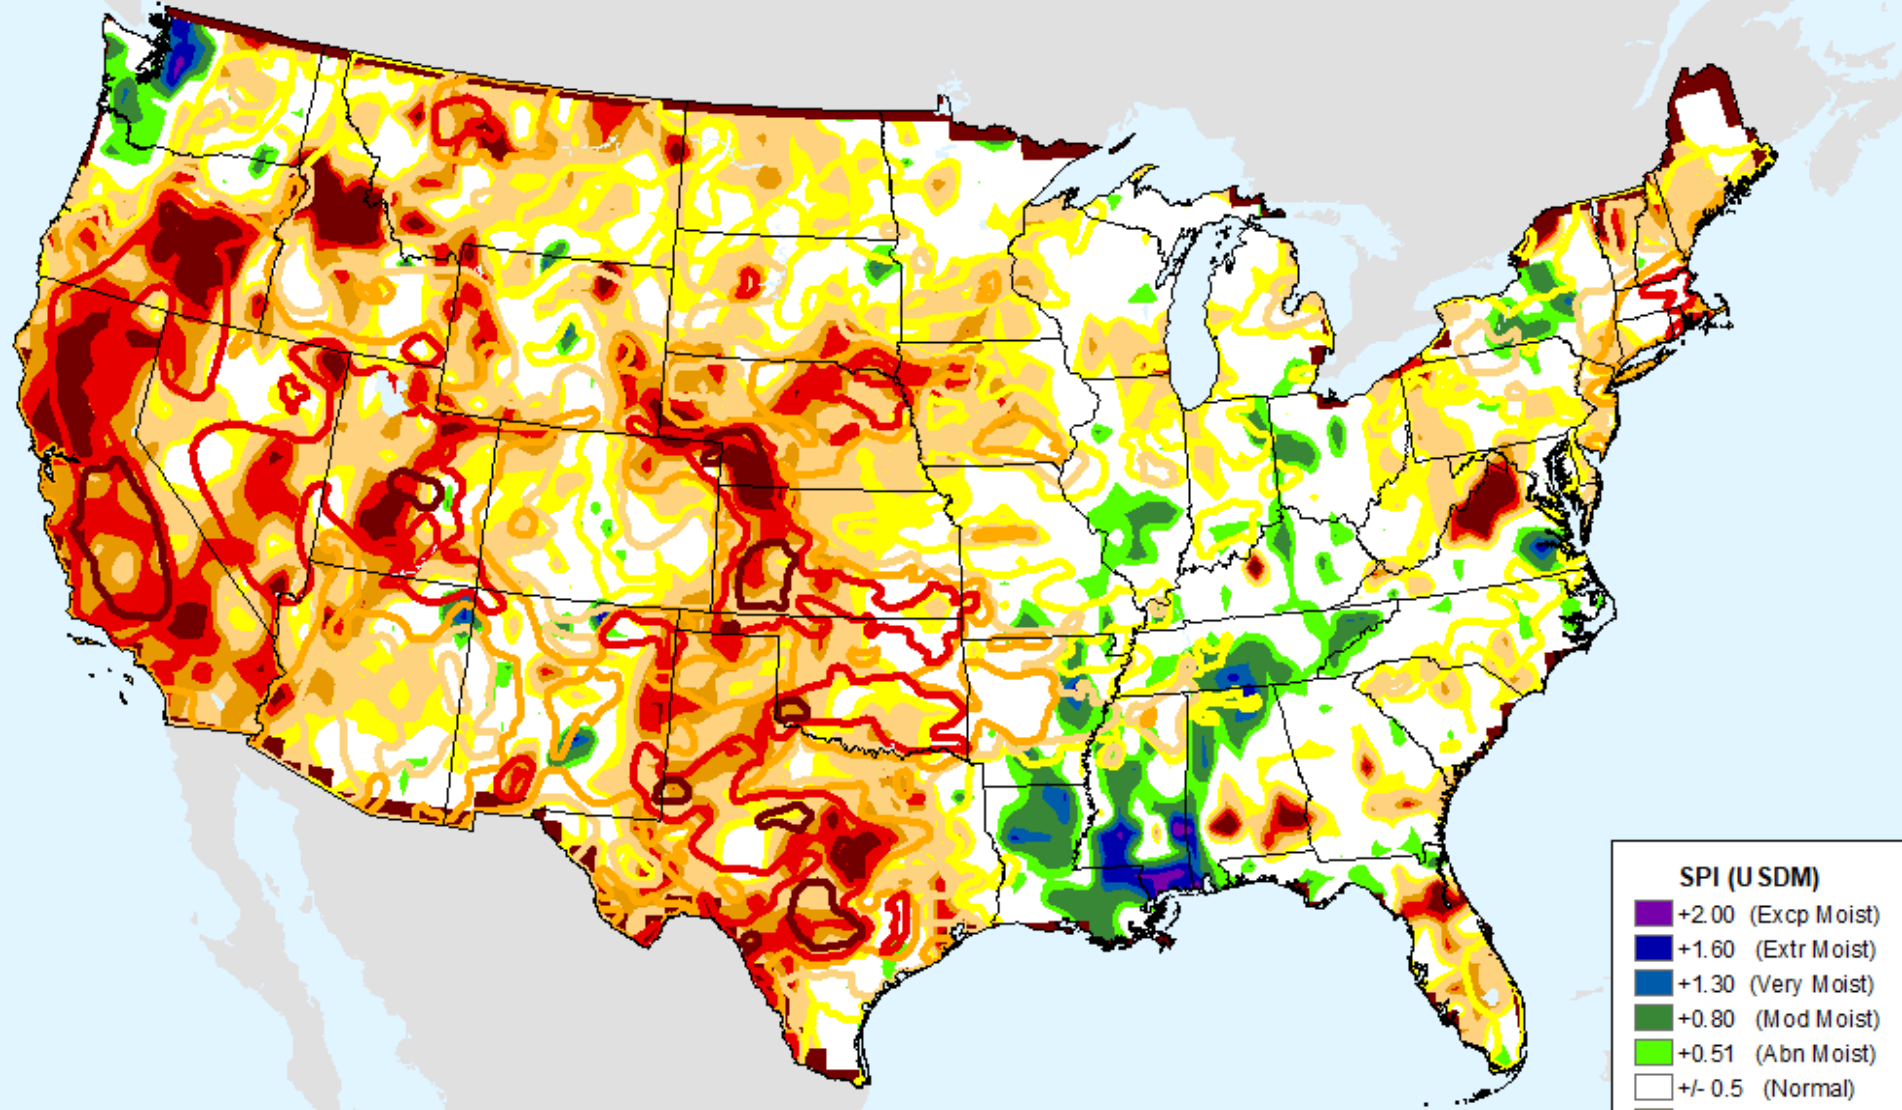 SPI (USDM)
+2.00 (Excp Moist)
+1.60 (Extr Moist)
+1.30 (Very Moist)
+0.80 (Mod Moist)
+0.51 (Abn Moist)
+/- 0.5 (Normal)